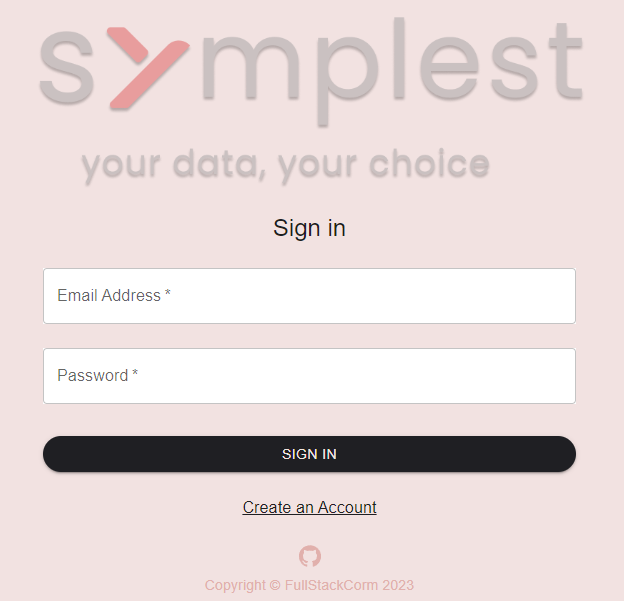 symplest
your data, your choice
Sign in
Email Address *
Password *
SIGN IN
Create an Account
Copyright © FullStackCorm 2023